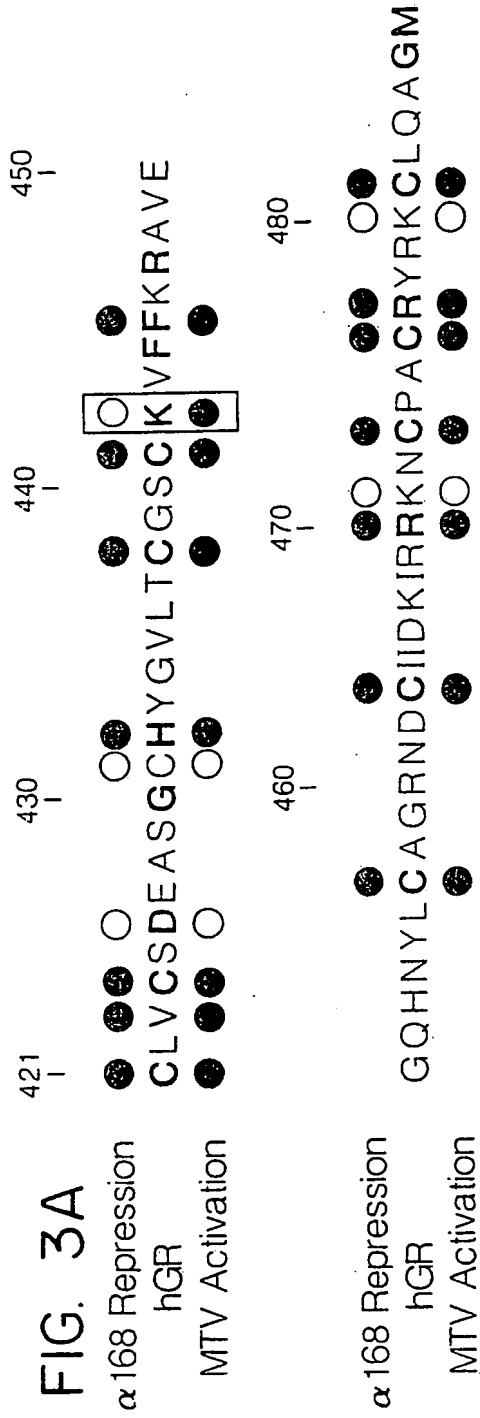 FIG. 3A
421 430 440 450
α168 Repression
hGR CLVCSDEASGCHYGVLTCGSCKVFFKRAVE
MTV Activation
460 470 480
α168 Repression
hGR GQHNYLCAGRNDCIIDKIRRKNCPACRYRKCLQAGM
MTV Activation